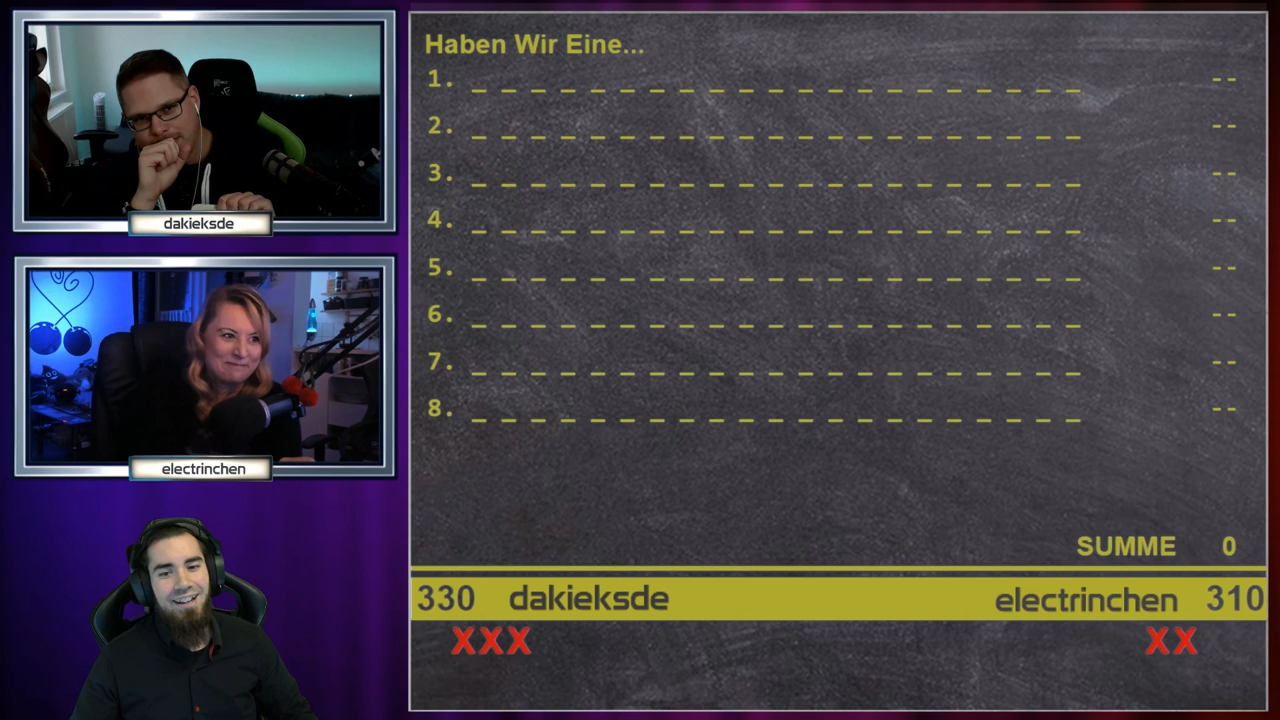 dakieksde
electrinchen
Haben Wir Eine...
1. _ _ _ _ _ _ _ _ _ _ _ _ _ _ _ _ _ _ _ _ _ --
2. _ _ _ _ _ _ _ _ _ _ _ _ _ _ _ _ _ _ _ _ _ --
3. _ _ _ _ _ _ _ _ _ _ _ _ _ _ _ _ _ _ _ _ _ --
4. _ _ _ _ _ _ _ _ _ _ _ _ _ _ _ _ _ _ _ _ _ --
5. _ _ _ _ _ _ _ _ _ _ _ _ _ _ _ _ _ _ _ _ _ --
6. _ _ _ _ _ _ _ _ _ _ _ _ _ _ _ _ _ _ _ _ _ --
7. _ _ _ _ _ _ _ _ _ _ _ _ _ _ _ _ _ _ _ _ _ --
8. _ _ _ _ _ _ _ _ _ _ _ _ _ _ _ _ _ _ _ _ _ --
SUMME 0
330 dakieksde electrinchen 310
XXX XX